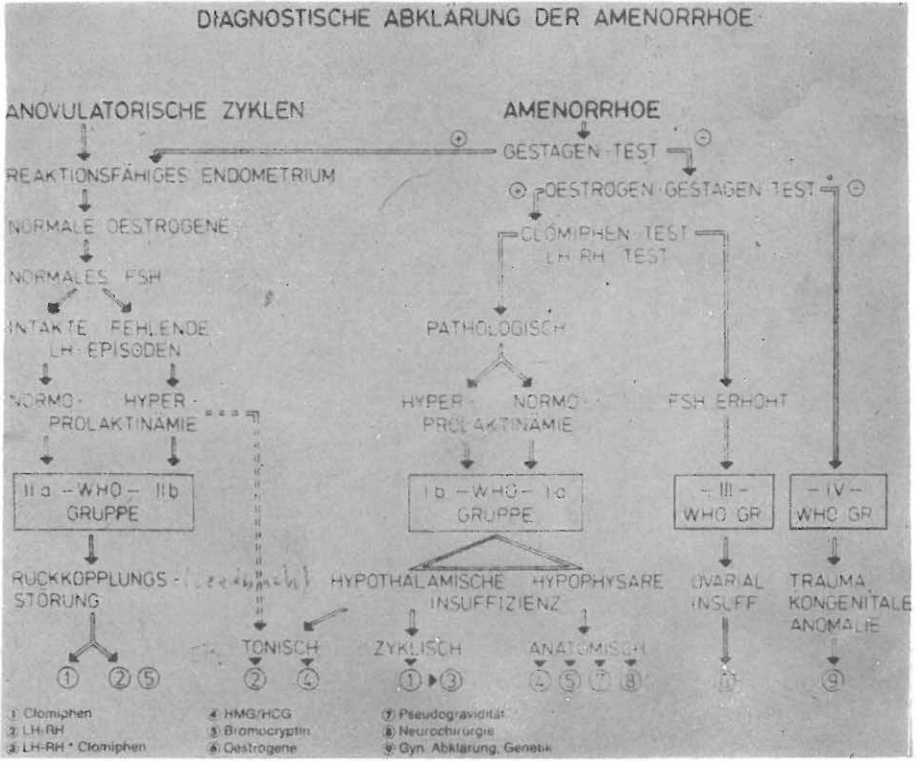 DIAGNOSTISCHE ABKLÄRUNG DER AMENORRHOE
ANOVULATORISCHE ZYKLEN
AMENORRHOE
⊕
GESTAGEN-TEST
⊖
REAKTIONSFÄHIGES ENDOMETRIUM
⊕ OESTROGEN-GESTAGEN-TEST ⊖
NORMALE OESTROGENE
CLOMIPHEN TEST
LH-RH TEST
NORMALES FSH
INTAKTE FEHLENDE
LH-EPISODEN
PATHOLOGISCH
NORMO- HYPER-
PROLAKTINÄMIE
HYPER- NORMO-
PROLAKTINÄMIE
FSH ERHÖHT
IIa -WHO- IIb
GRUPPE
Ib -WHO- Ia
GRUPPE
-III-
WHO GR
-IV-
WHO GR
RÜCKKOPPLUNGS-
STÖRUNG
HYPOTHALAMISCHE HYPOPHYSÄRE
INSUFFIZIENZ
OVARIAL
INSUFF
TRAUMA
KONGENITALE
ANOMALIE
TONISCH
ZYKLISCH
ANATOMISCH
① ② ⑤ ② ④ ① ③ ④ ⑤ ⑦ ⑧ ⑨
① Clomiphen
② LH-RH
③ LH-RH + Clomiphen
④ HMG/HCG
⑤ Bromocryptin
⑥ Oestrogene
⑦ Pseudogravidität
⑧ Neurochirurgie
⑨ Gyn. Abklärung, Genetik